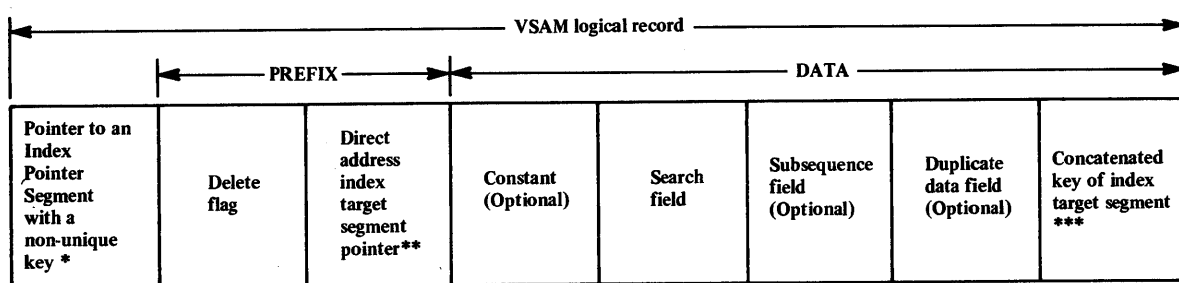 VSAM logical record
PREFIX
DATA
Pointer to an
Index
Pointer
Segment
with a
non-unique
key *
Delete
flag
Direct
address
index
target
segment
pointer**
Constant
(Optional)
Search
field
Subsequence
field
(Optional)
Duplicate
data field
(Optional)
Concatenated
key of index
target segment
***